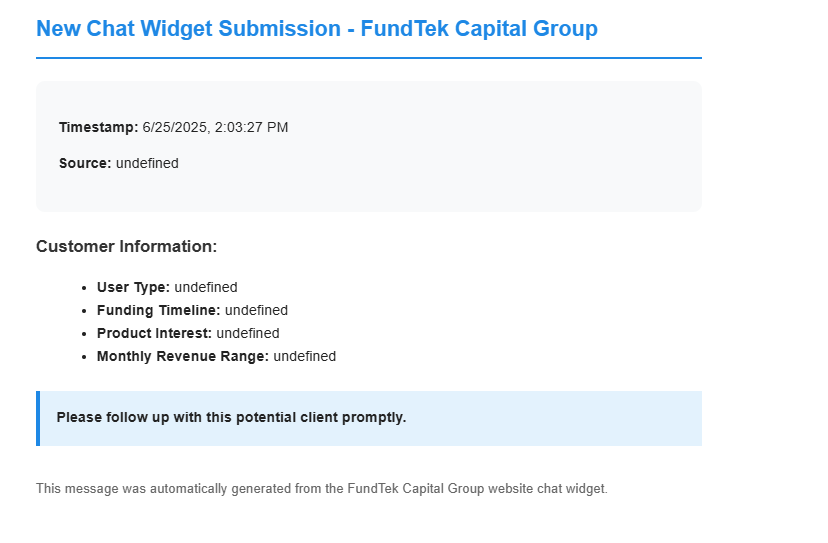 New Chat Widget Submission - FundTek Capital Group
Timestamp: 6/25/2025, 2:03:27 PM
Source: undefined
Customer Information:
• User Type: undefined
• Funding Timeline: undefined
• Product Interest: undefined
• Monthly Revenue Range: undefined
Please follow up with this potential client promptly.
This message was automatically generated from the FundTek Capital Group website chat widget.